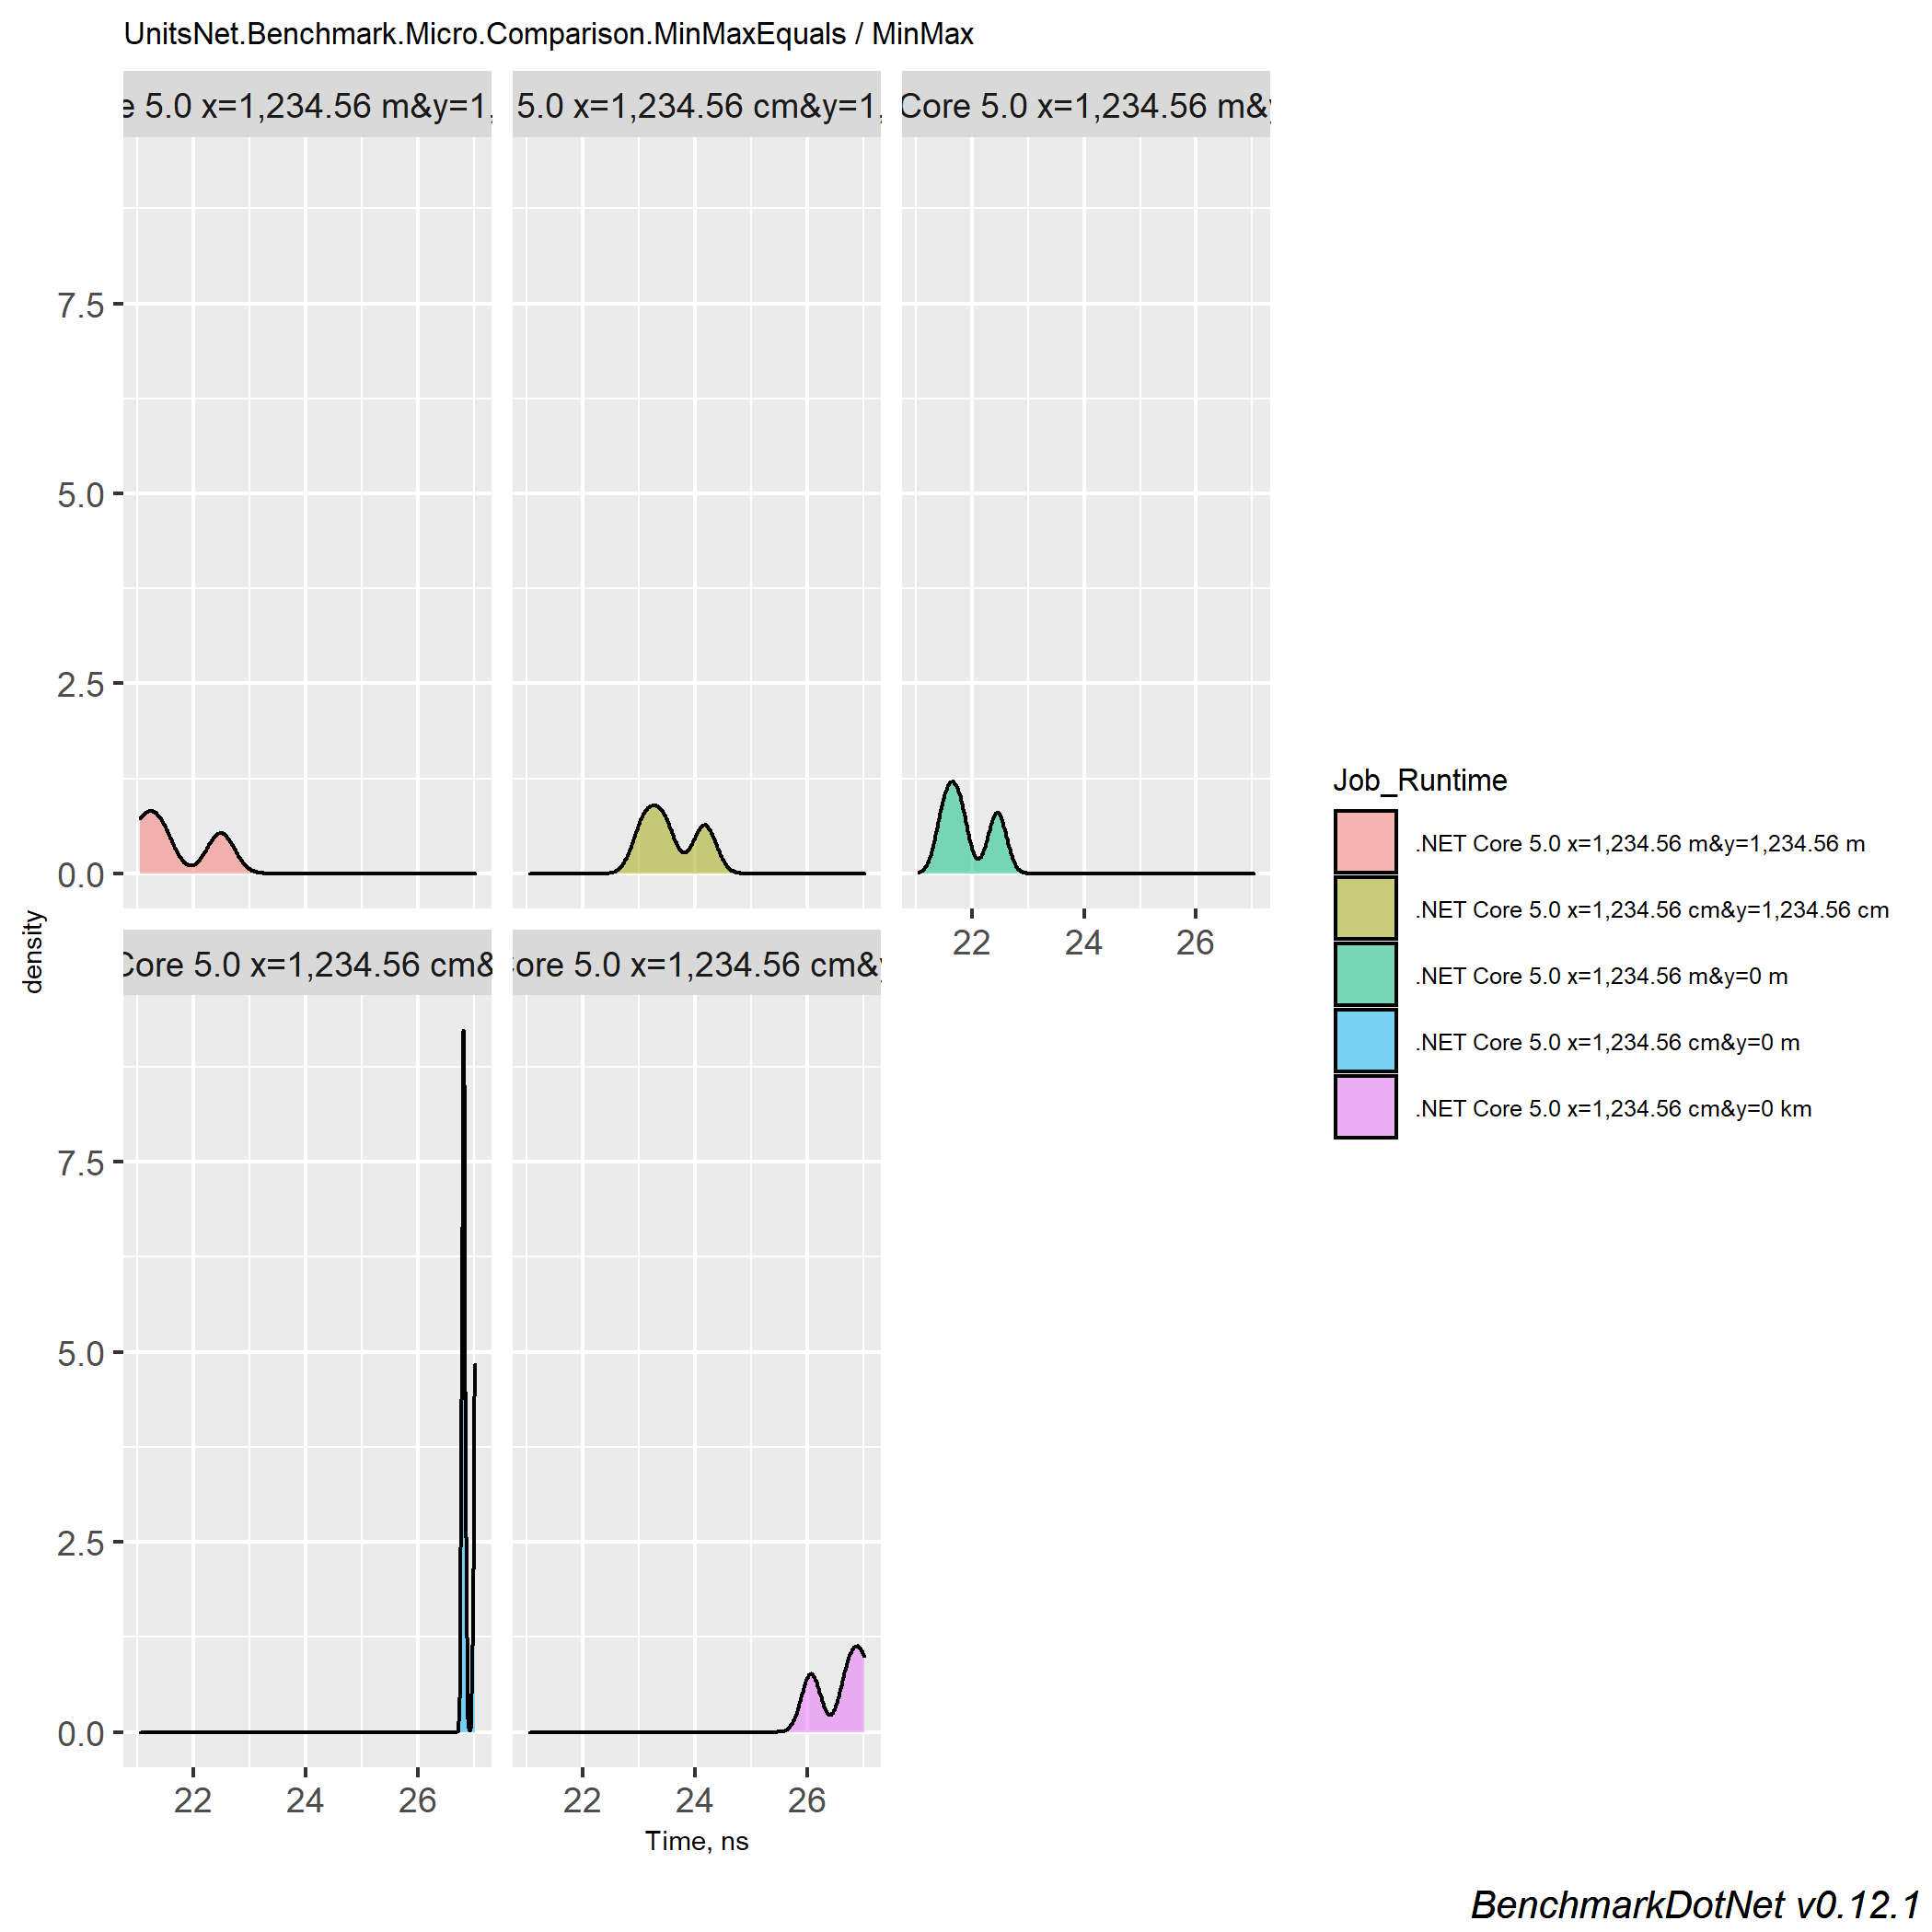 UnitsNet.Benchmark.Micro.Comparison.MinMaxEquals / MinMax
e 5.0 x=1,234.56 m&y=1,
5.0 x=1,234.56 cm&y=1,
Core 5.0 x=1,234.56 m&y
7.5
5.0
2.5
0.0
22 24 26
density
Core 5.0 x=1,234.56 cm&
Core 5.0 x=1,234.56 cm&y
7.5
5.0
2.5
0.0
22 24 26
22 24 26
Time, ns
Job_Runtime
.NET Core 5.0 x=1,234.56 m&y=1,234.56 m
.NET Core 5.0 x=1,234.56 cm&y=1,234.56 cm
.NET Core 5.0 x=1,234.56 m&y=0 m
.NET Core 5.0 x=1,234.56 cm&y=0 m
.NET Core 5.0 x=1,234.56 cm&y=0 km
BenchmarkDotNet v0.12.1